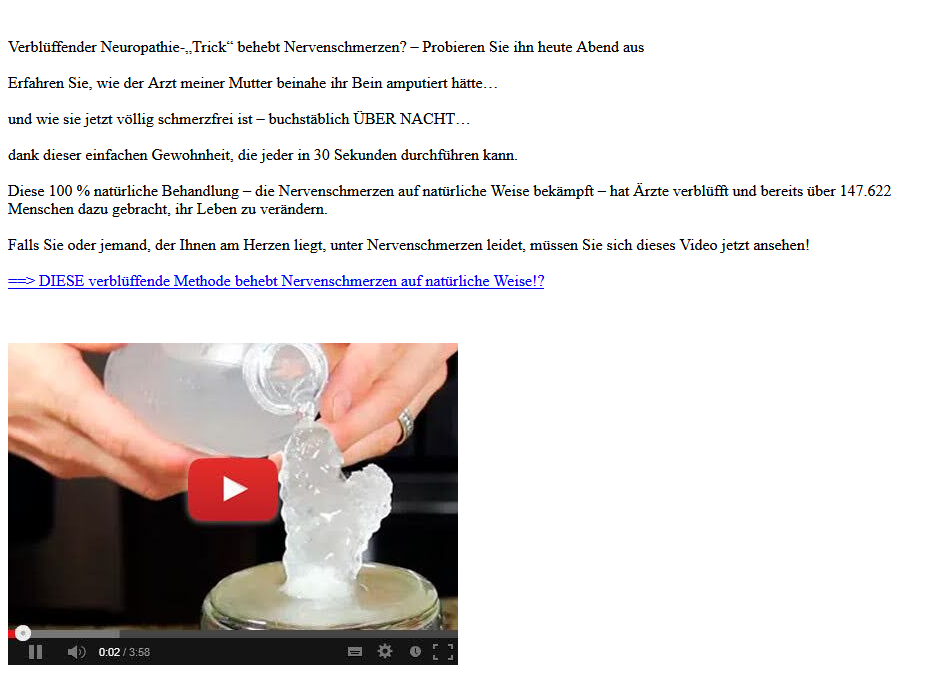 Verblüffender Neuropathie-„Trick“ behebt Nervenschmerzen? – Probieren Sie ihn heute Abend aus
Erfahren Sie, wie der Arzt meiner Mutter beinahe ihr Bein amputiert hätte…
und wie sie jetzt völlig schmerzfrei ist – buchstäblich ÜBER NACHT…
dank dieser einfachen Gewohnheit, die jeder in 30 Sekunden durchführen kann.
Diese 100 % natürliche Behandlung – die Nervenschmerzen auf natürliche Weise bekämpft – hat Ärzte verblüfft und bereits über 147.622
Menschen dazu gebracht, ihr Leben zu verändern.
Falls Sie oder jemand, der Ihnen am Herzen liegt, unter Nervenschmerzen leidet, müssen Sie sich dieses Video jetzt ansehen!
==> DIESE verblüffende Methode behebt Nervenschmerzen auf natürliche Weise!?
0:02 / 3:58